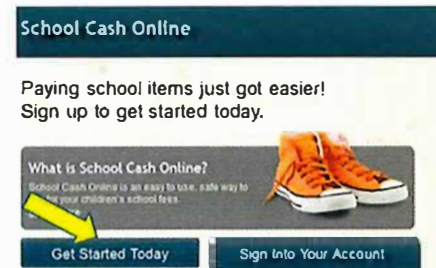 School Cash Online
Paying school items just got easier!
Sign up to get started today.
What is School Cash Online?
School Cash Online is an easy to use, safe way to
for your children's school fees.
Get Started Today
Sign Into Your Account